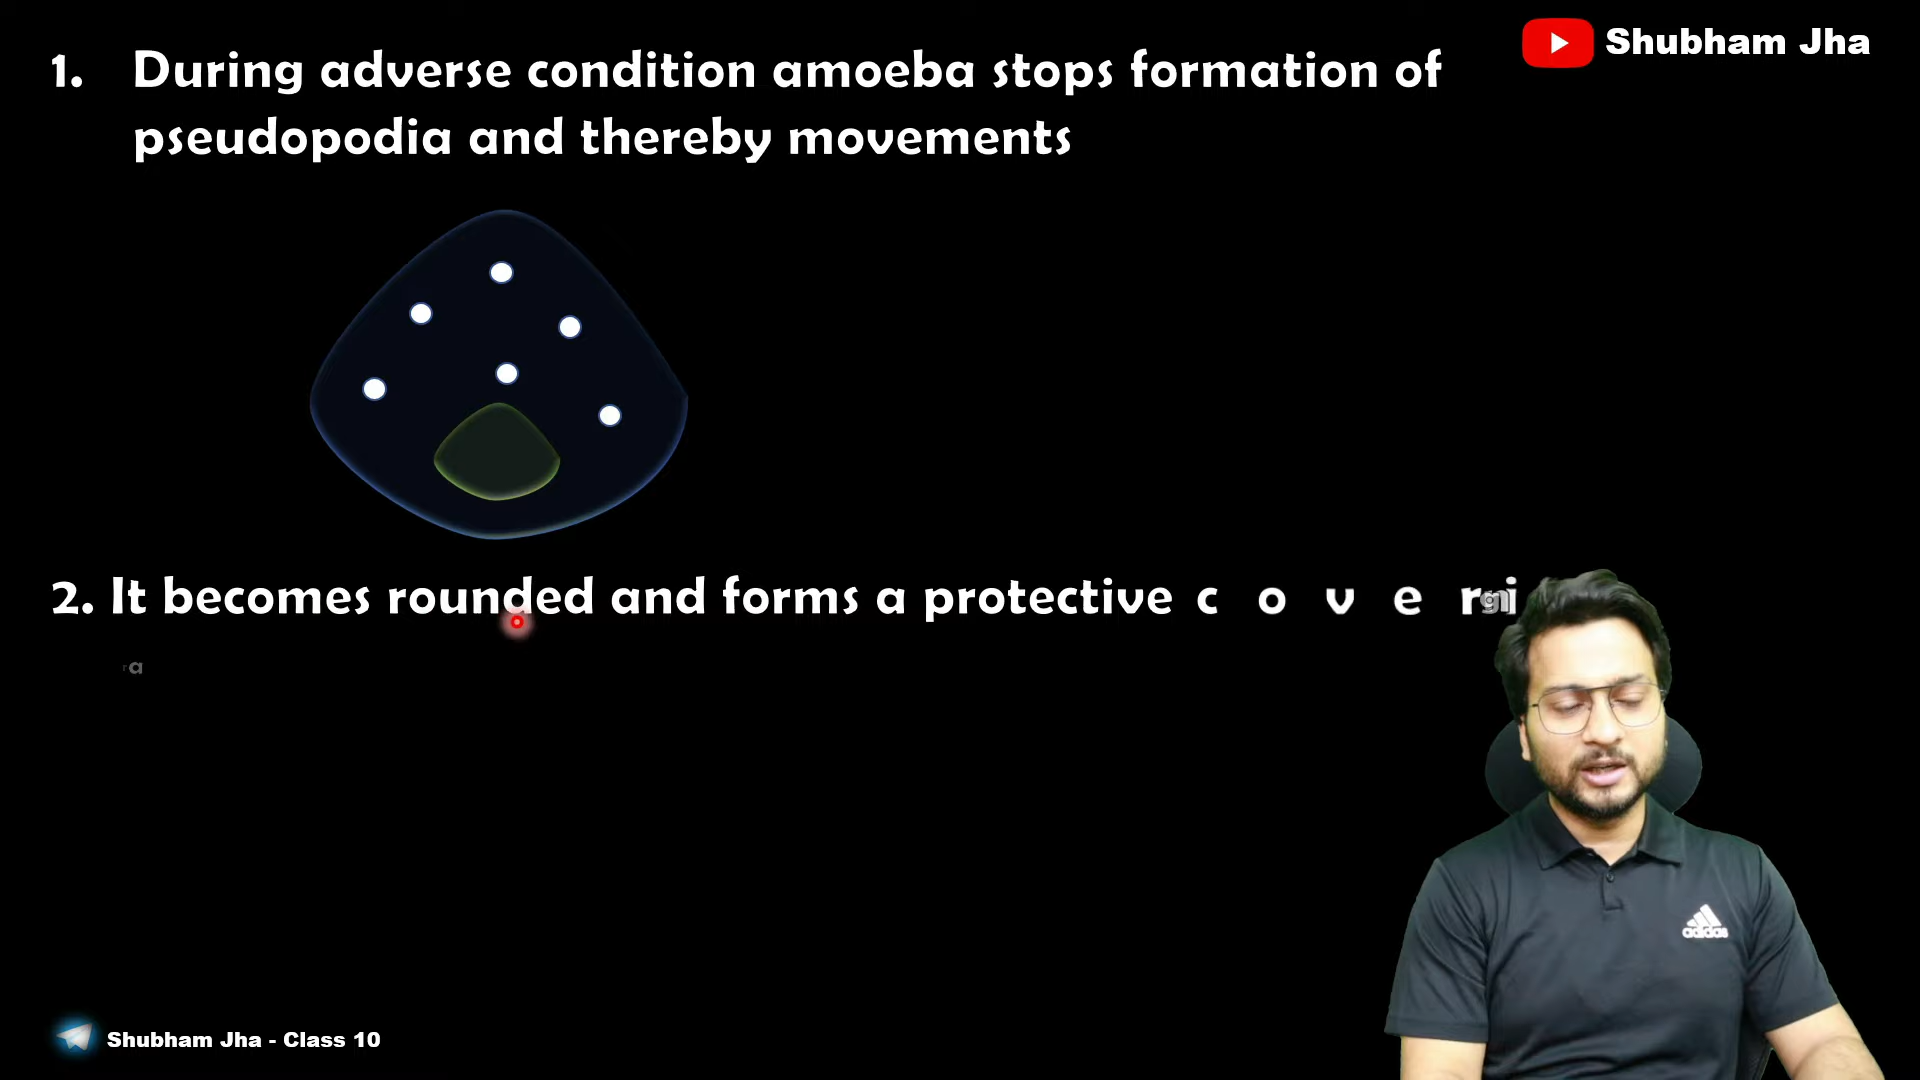 Shubham Jha
1. During adverse condition amoeba stops formation of
pseudopodia and thereby movements
2. It becomes rounded and forms a protective c o v e r i
a
adidas
Shubham Jha - Class 10